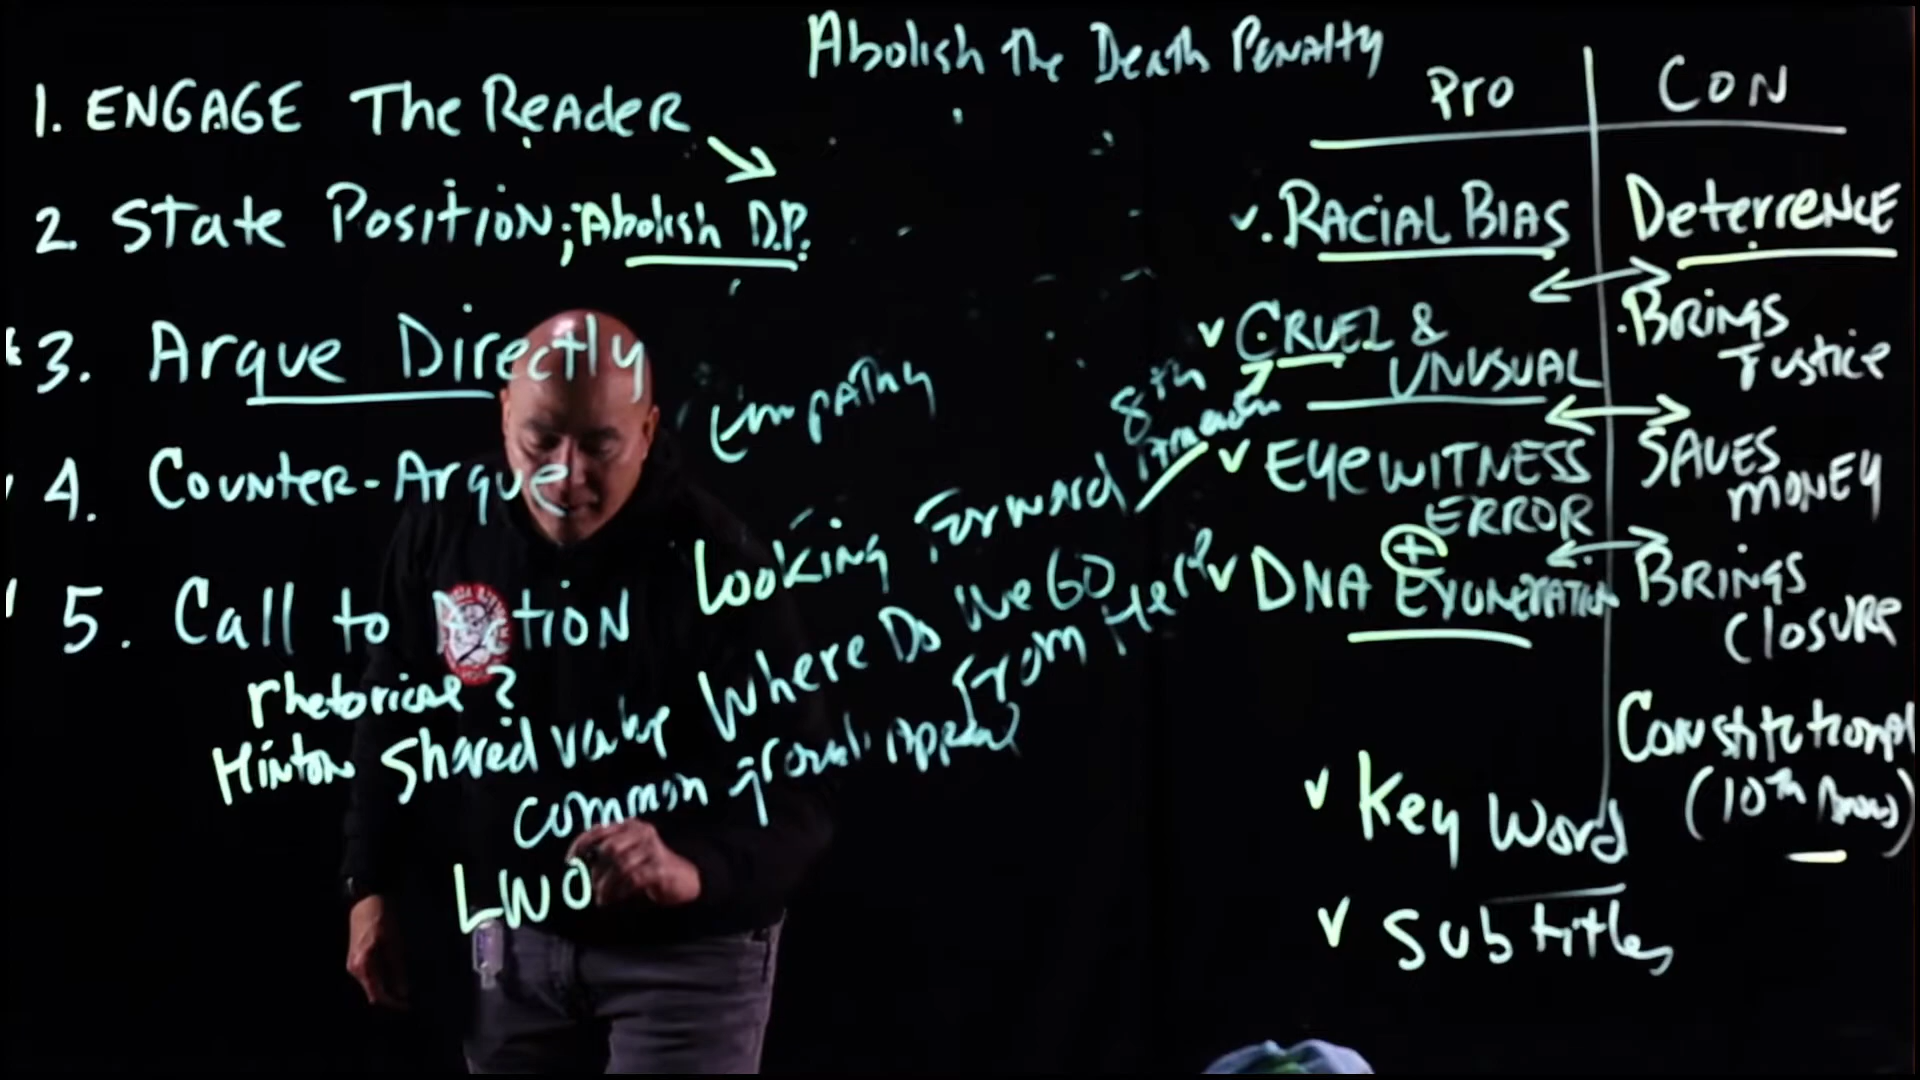 Abolish The Death Penalty
1. ENGAGE The Reader
2 State Position; Abolish D.P.
3. Argue Directly
Empathy
4. Counter-Argue
Looking Forward
5. Call to Action
Where Do We GO
From Here
rhetorical?
Hinton shared value
common ground appeal
LWO
Pro
CON
RACIAL BIAS
Deterrence
CRUEL &
UNUSUAL
8th
BRINGS
Justice
EYEWITNESS
ERROR
SAVES
MONEY
DNA
Exoneration
BRINGS
Closure
Constitutional
(10th
Key Word
Subtitles